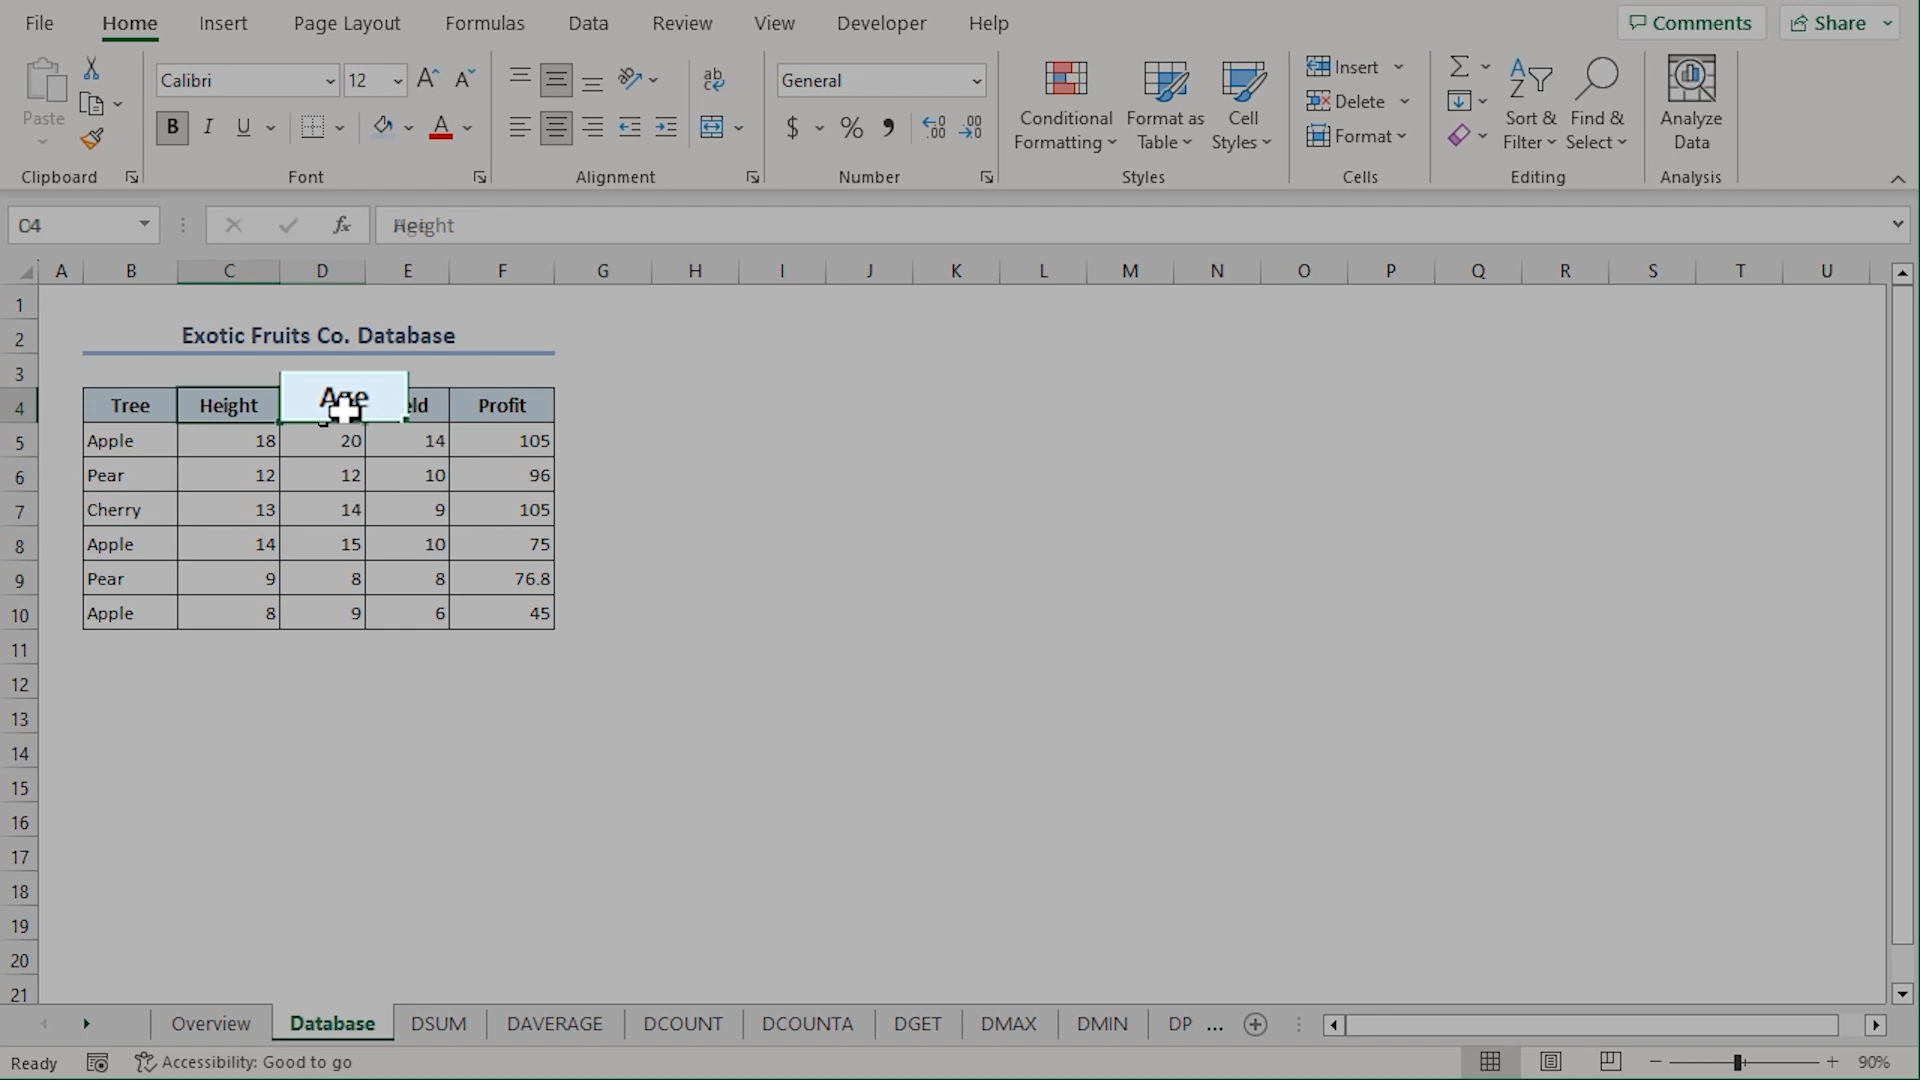 File Home Insert Page Layout Formulas Data Review View Developer Help Comments Share
Paste Calibri 12 General Conditional Formatting Format as Table Cell Styles Insert Delete Format Sort & Filter Find & Select Analyze Data
Clipboard Font Alignment Number Styles Cells Editing Analysis
C4 Height
A B C D E F G H I J K L M N O P Q R S T U
1
2 Exotic Fruits Co. Database
3
4 Tree Height Age eld Profit
5 Apple 18 20 14 105
6 Pear 12 12 10 96
7 Cherry 13 14 9 105
8 Apple 14 15 10 75
9 Pear 9 8 8 76.8
10 Apple 8 9 6 45
11
12
13
14
15
16
17
18
19
20
21
Overview Database DSUM DAVERAGE DCOUNT DCOUNTA DGET DMAX DMIN DP ...
Ready Accessibility: Good to go 90%